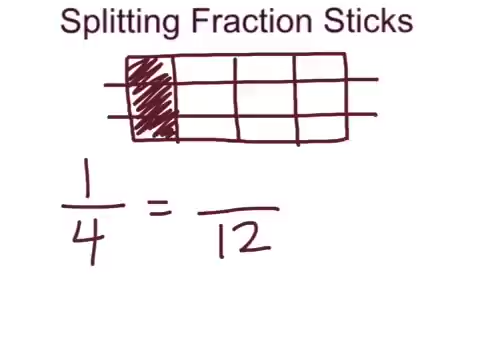 Splitting Fraction Sticks
1/4 = /12